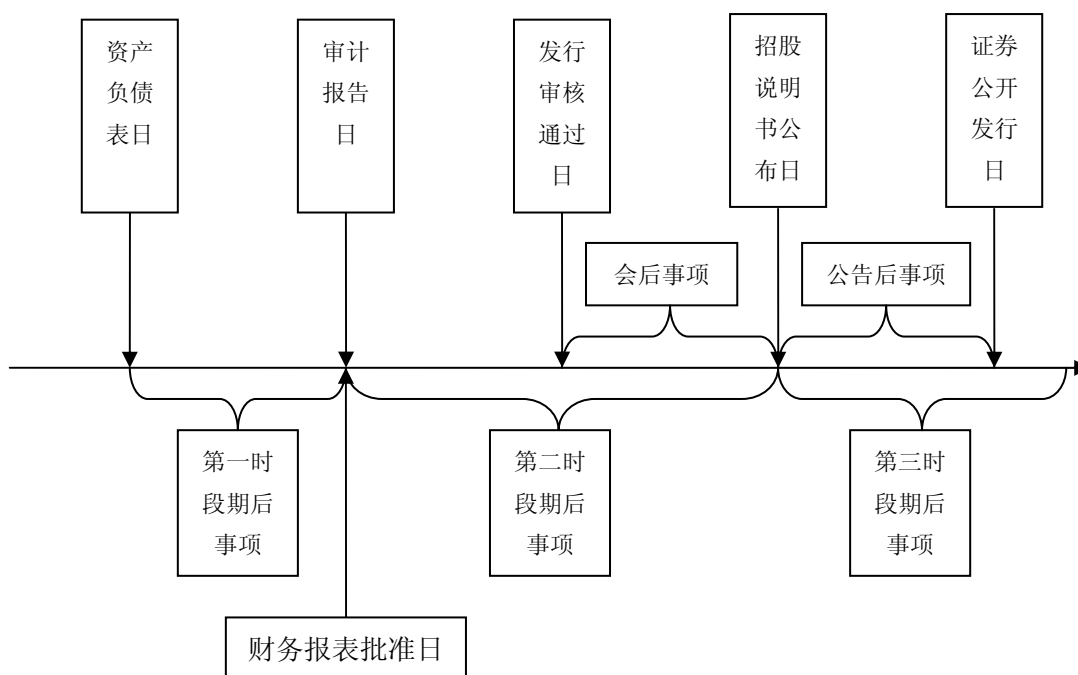 资产
负债
表日
审计
报告
日
发行
审核
通过
日
招股
说明
书公
布日
证券
公开
发行
日
会后事项
公告后事项
第一时
段期后
事项
第二时
段期后
事项
第三时
段期后
事项
财务报表批准日